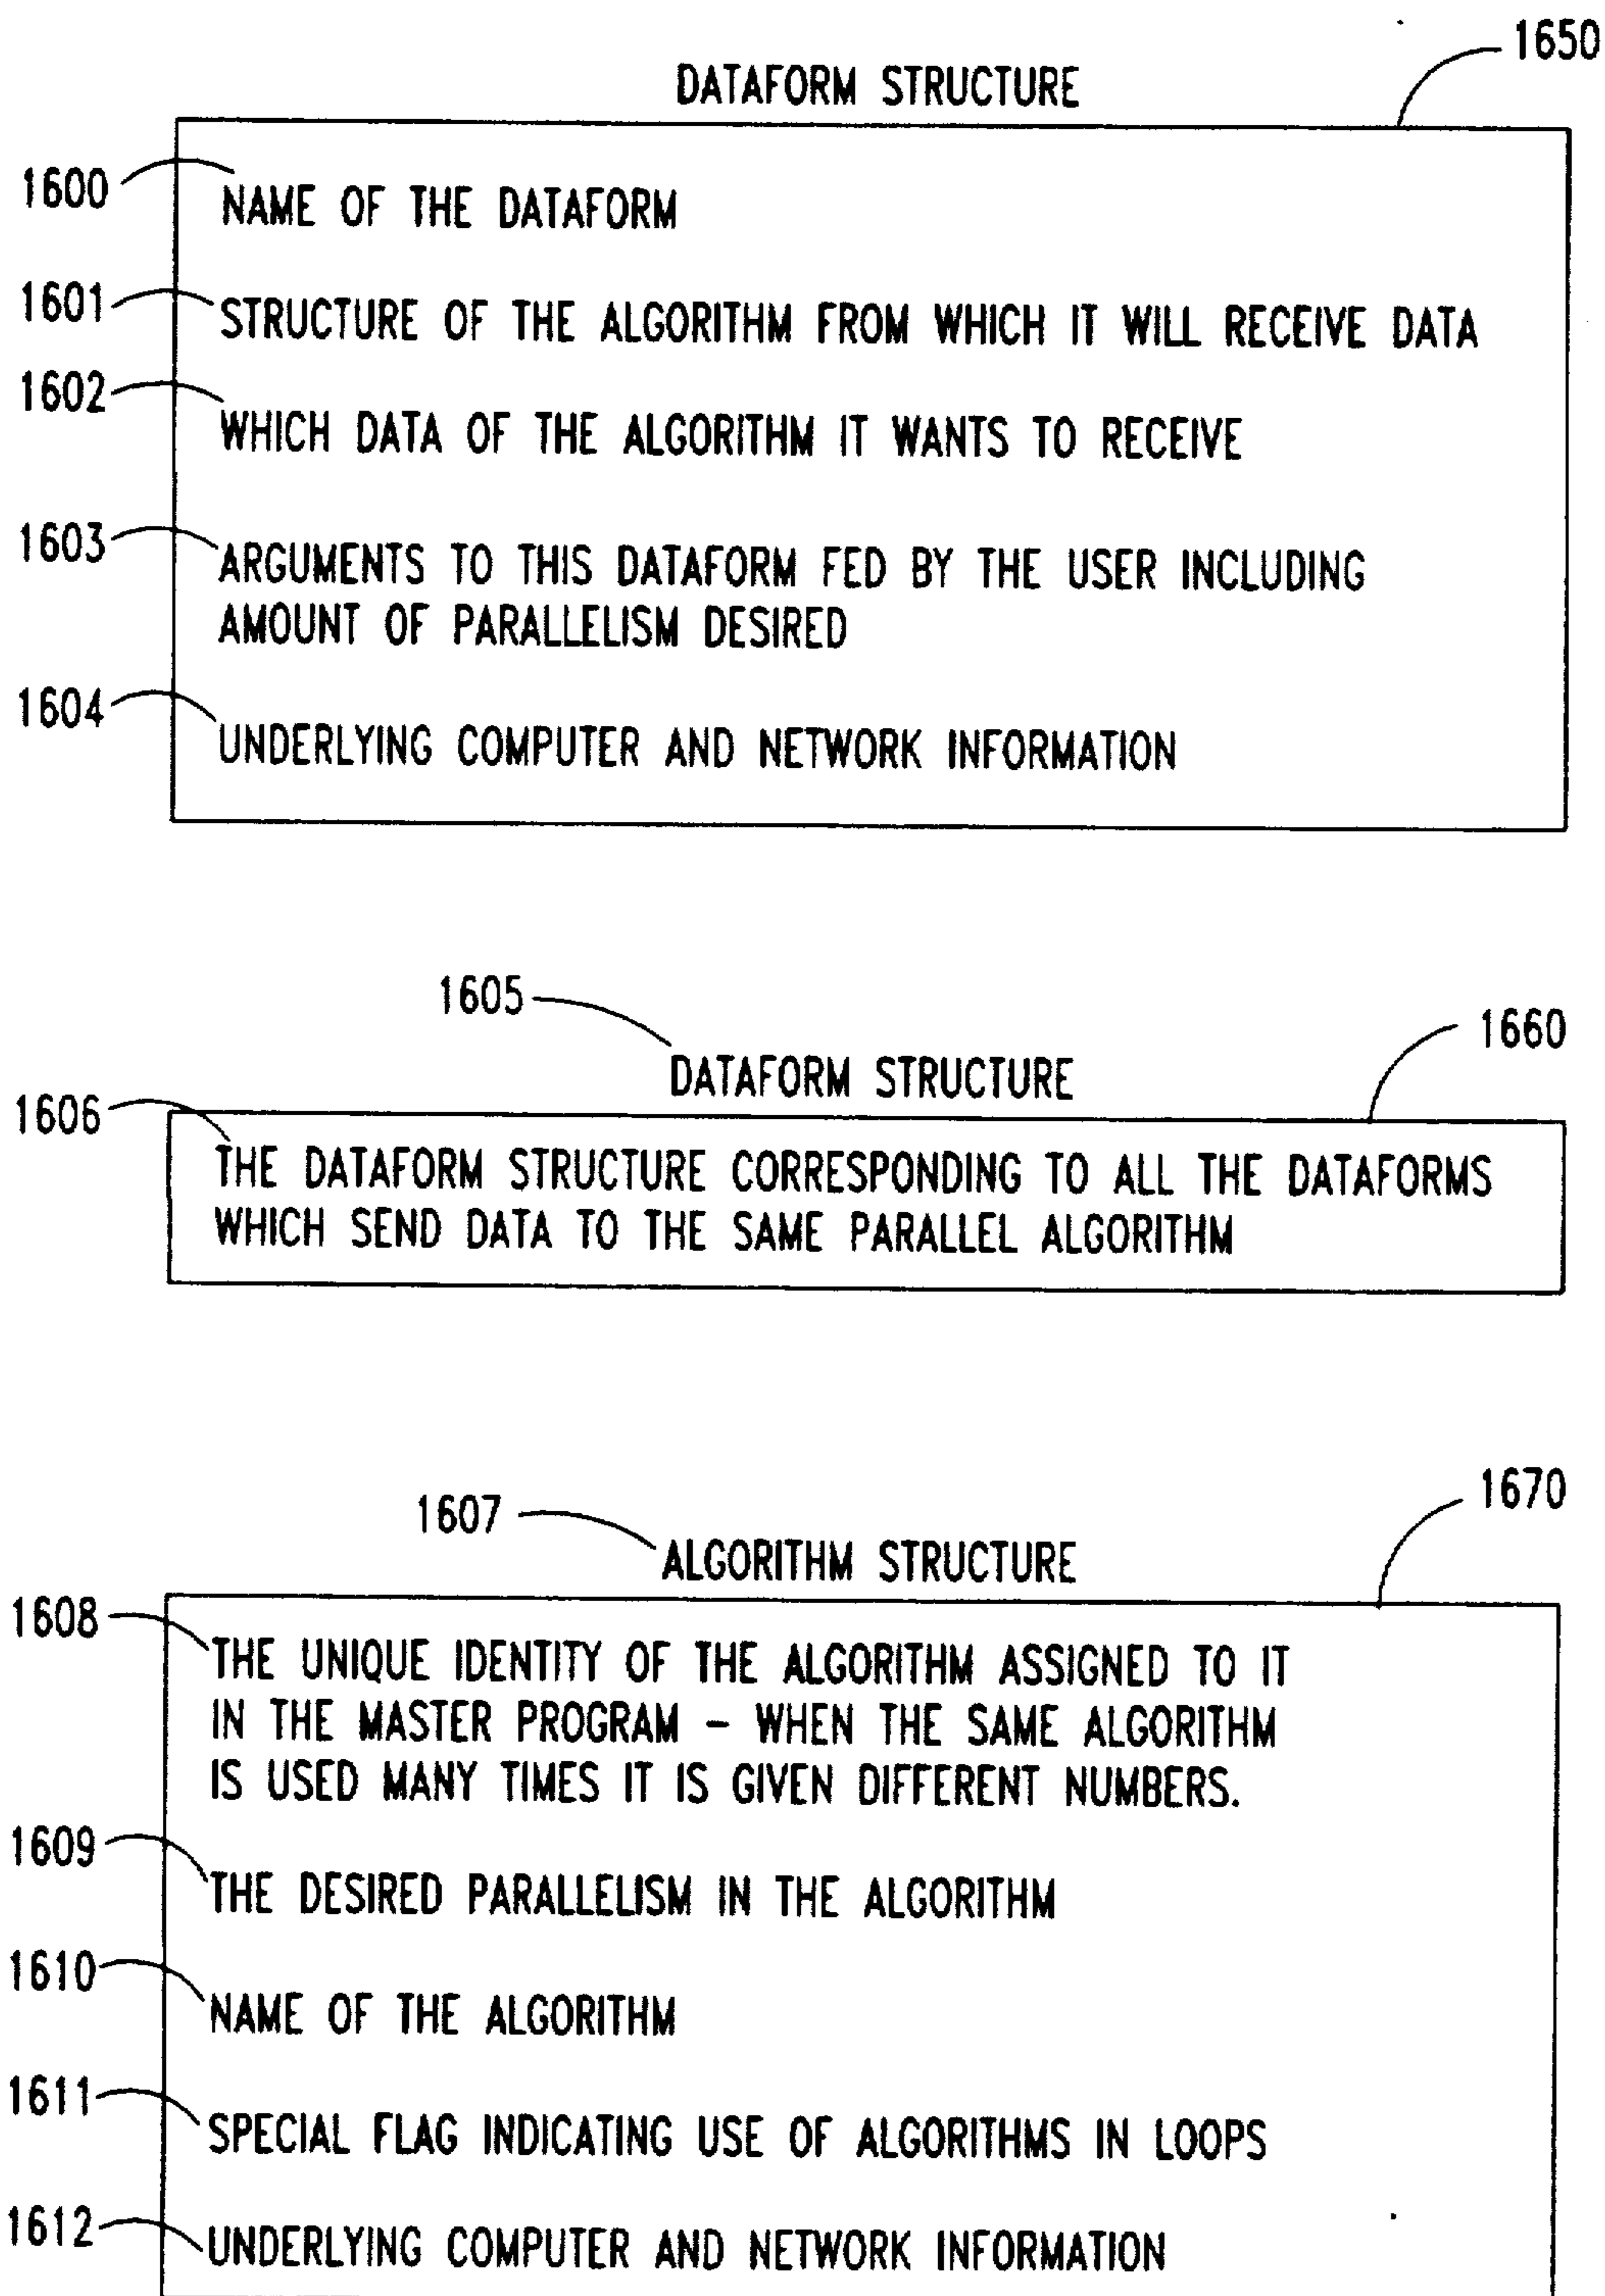 1650
DATAFORM STRUCTURE
1600
NAME OF THE DATAFORM
1601
STRUCTURE OF THE ALGORITHM FROM WHICH IT WILL RECEIVE DATA
1602
WHICH DATA OF THE ALGORITHM IT WANTS TO RECEIVE
1603
ARGUMENTS TO THIS DATAFORM FED BY THE USER INCLUDING
AMOUNT OF PARALLELISM DESIRED
1604
UNDERLYING COMPUTER AND NETWORK INFORMATION
1605
DATAFORM STRUCTURE
1660
1606
THE DATAFORM STRUCTURE CORRESPONDING TO ALL THE DATAFORMS
WHICH SEND DATA TO THE SAME PARALLEL ALGORITHM
1607
ALGORITHM STRUCTURE
1670
1608
THE UNIQUE IDENTITY OF THE ALGORITHM ASSIGNED TO IT
IN THE MASTER PROGRAM – WHEN THE SAME ALGORITHM
IS USED MANY TIMES IT IS GIVEN DIFFERENT NUMBERS.
1609
THE DESIRED PARALLELISM IN THE ALGORITHM
1610
NAME OF THE ALGORITHM
1611
SPECIAL FLAG INDICATING USE OF ALGORITHMS IN LOOPS
1612
UNDERLYING COMPUTER AND NETWORK INFORMATION